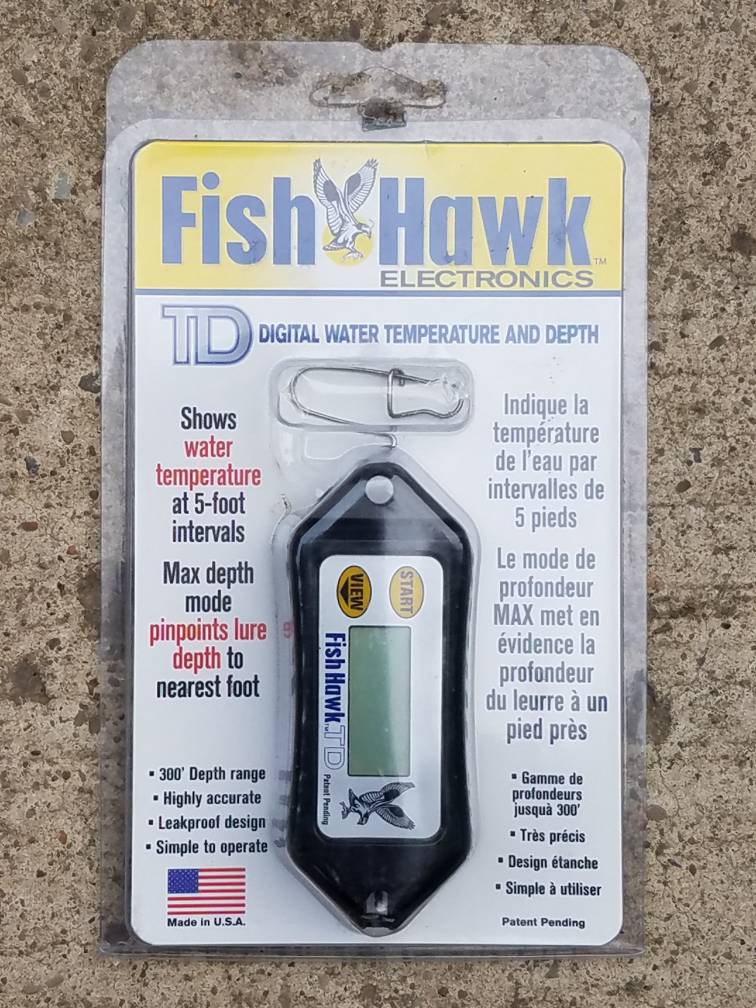 Fish Hawk
™
ELECTRONICS
TD DIGITAL WATER TEMPERATURE AND DEPTH
Shows
water
temperature
at 5-foot
intervals
Max depth
mode
pinpoints lure
depth to
nearest foot
▪ 300' Depth range
▪ Highly accurate
▪ Leakproof design
▪ Simple to operate
Made in U.S.A.
START
VIEW
Fish Hawk™ TD
Patent Pending
Indique la
température
de l'eau par
intervalles de
5 pieds
Le mode de
profondeur
MAX met en
évidence la
profondeur
du leurre à un
pied près
▪ Gamme de
profondeurs
jusquà 300'
▪ Très précis
▪ Design étanche
▪ Simple à utiliser
Patent Pending